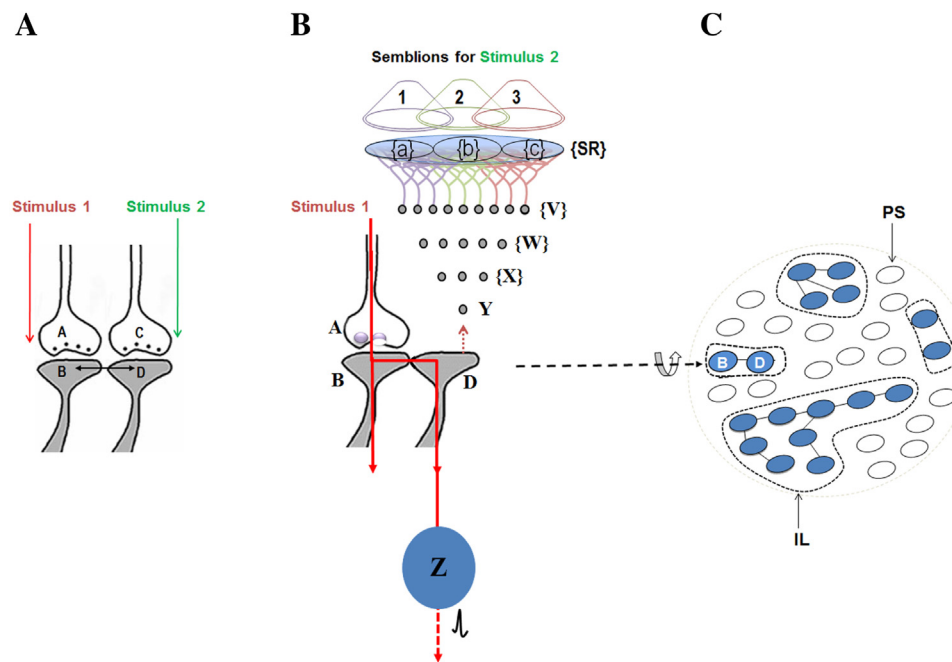 A
B
C
Semblions for Stimulus 2
1 2 3
{a} {b} {c} {SR}
Stimulus 1 Stimulus 2
Stimulus 1
{V}
{W}
{X}
Y
PS
A C
B D
A
B D
B D
IL
Z